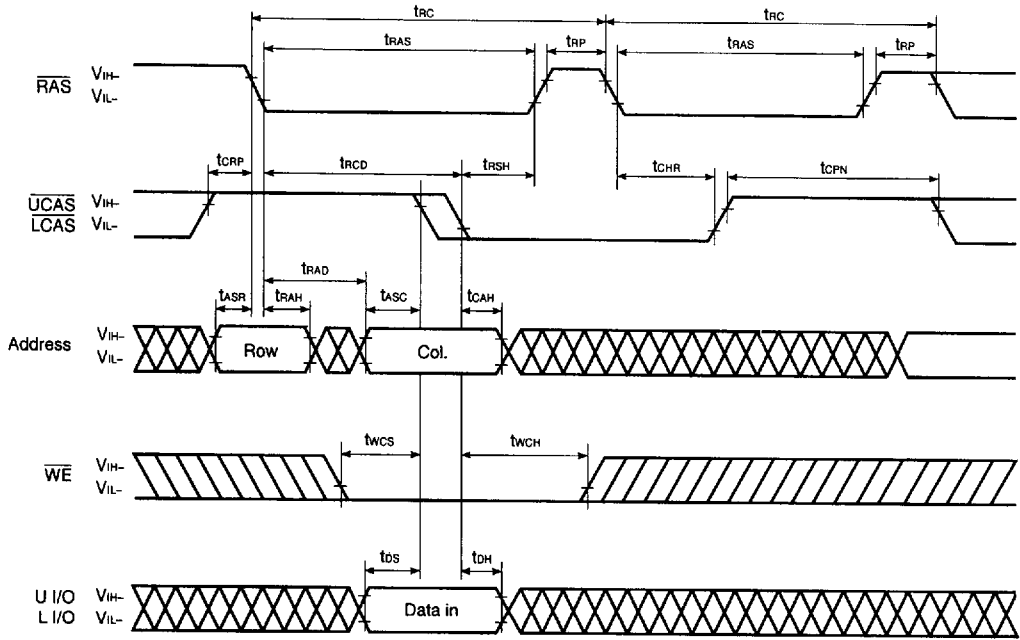 tRC tRC
tRAS tRP tRAS tRP
RAS VIH– VIL–
tCRP tRCD tRSH tCHR tCPN
UCAS VIH–
LCAS VIL–
tRAD
tASR tRAH tASC tCAH
Address VIH– VIL– Row Col.
tWCS tWCH
WE VIH– VIL–
tDS tDH
U I/O VIH– Data in
L I/O VIL–